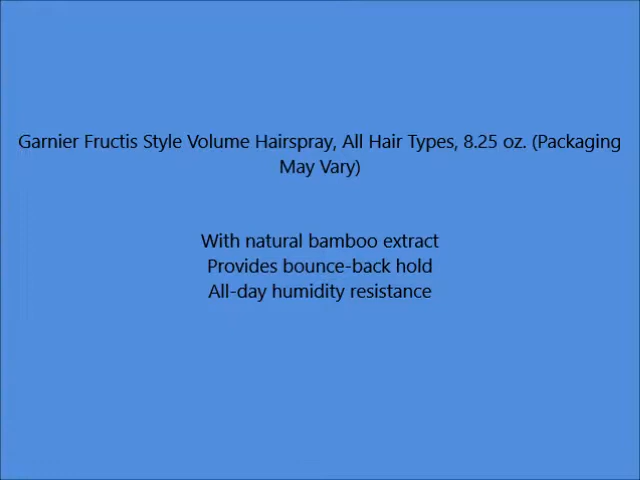 Garnier Fructis Style Volume Hairspray, All Hair Types, 8.25 oz. (Packaging
May Vary)
With natural bamboo extract
Provides bounce-back hold
All-day humidity resistance